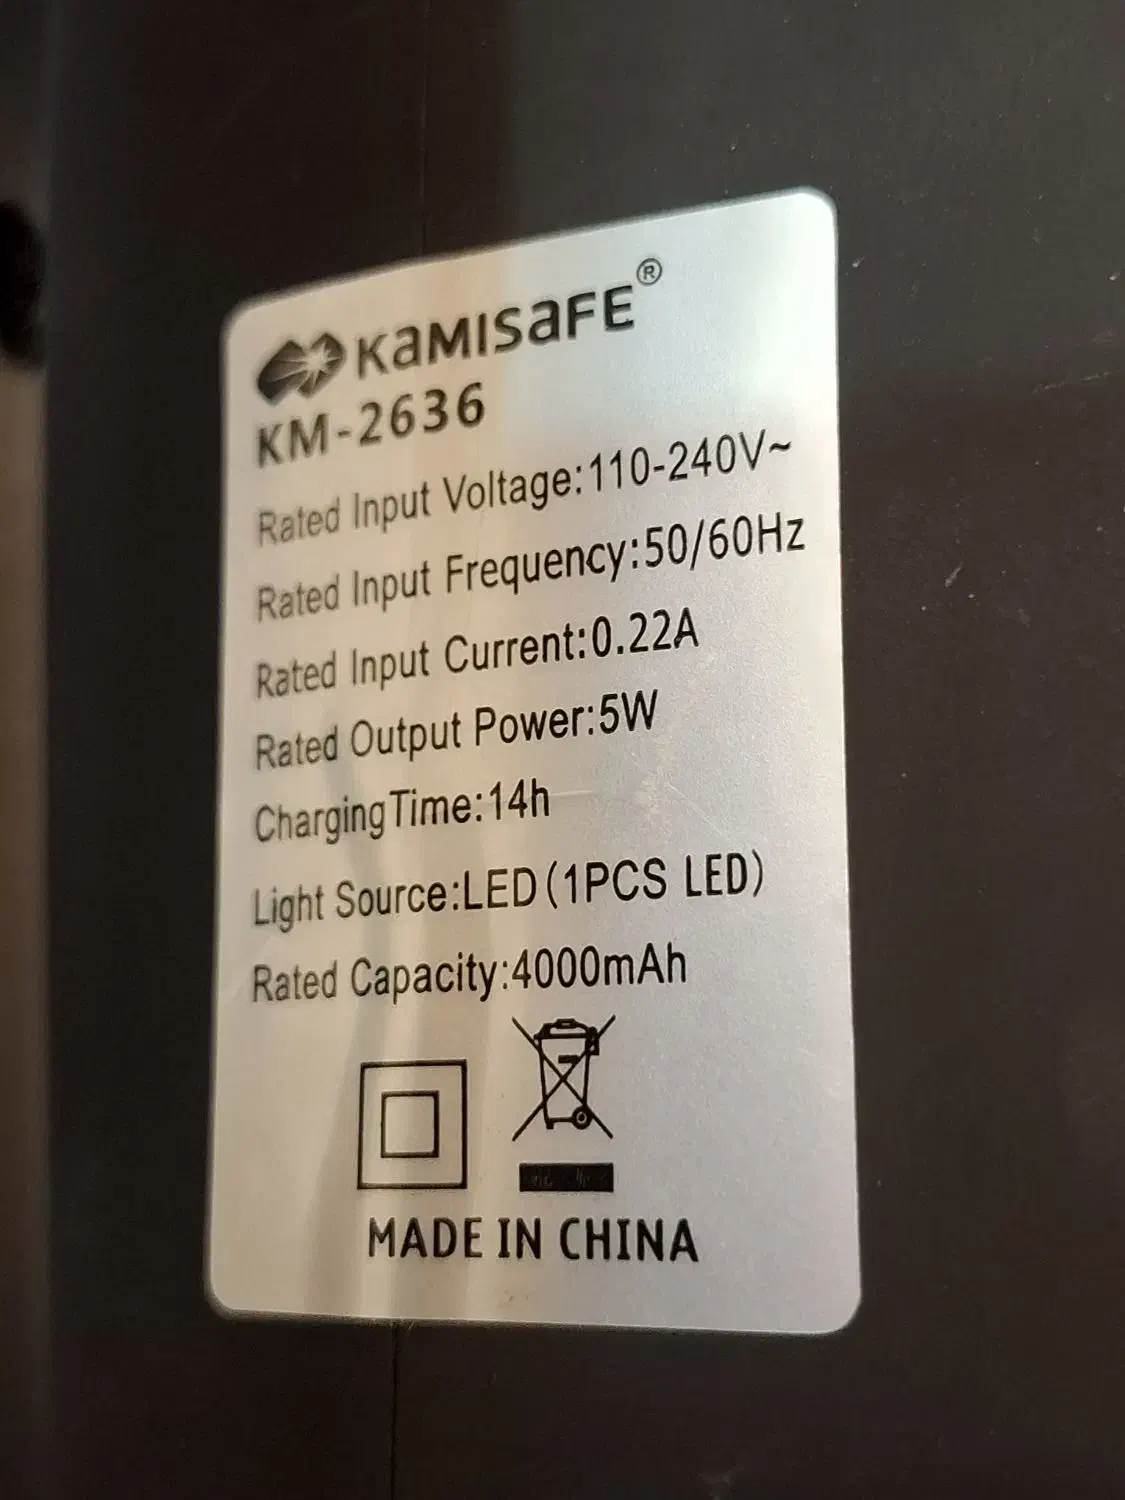 KaMISaFE®
KM-2636
Rated Input Voltage:110-240V~
Rated Input Frequency:50/60Hz
Rated Input Current:0.22A
Rated Output Power:5W
ChargingTime:14h
Light Source:LED(1PCS LED)
Rated Capacity:4000mAh
MADE IN CHINA